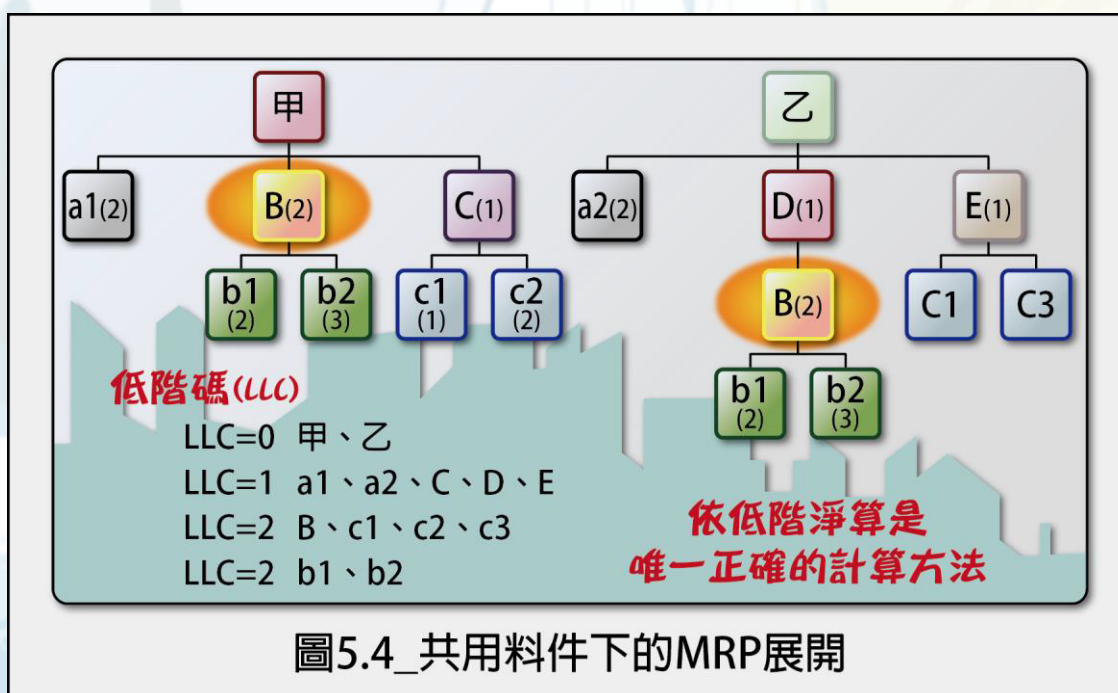 甲
乙
a1(2)
B(2)
C(1)
a2(2)
D(1)
E(1)
b1
(2)
b2
(3)
c1
(1)
c2
(2)
B(2)
C1
C3
b1
(2)
b2
(3)
低階碼(LLC)
LLC=0 甲、乙
LLC=1 a1、a2、C、D、E
LLC=2 B、c1、c2、c3
LLC=2 b1、b2
依低階淨算是
唯一正確的計算方法
圖5.4_共用料件下的MRP展開